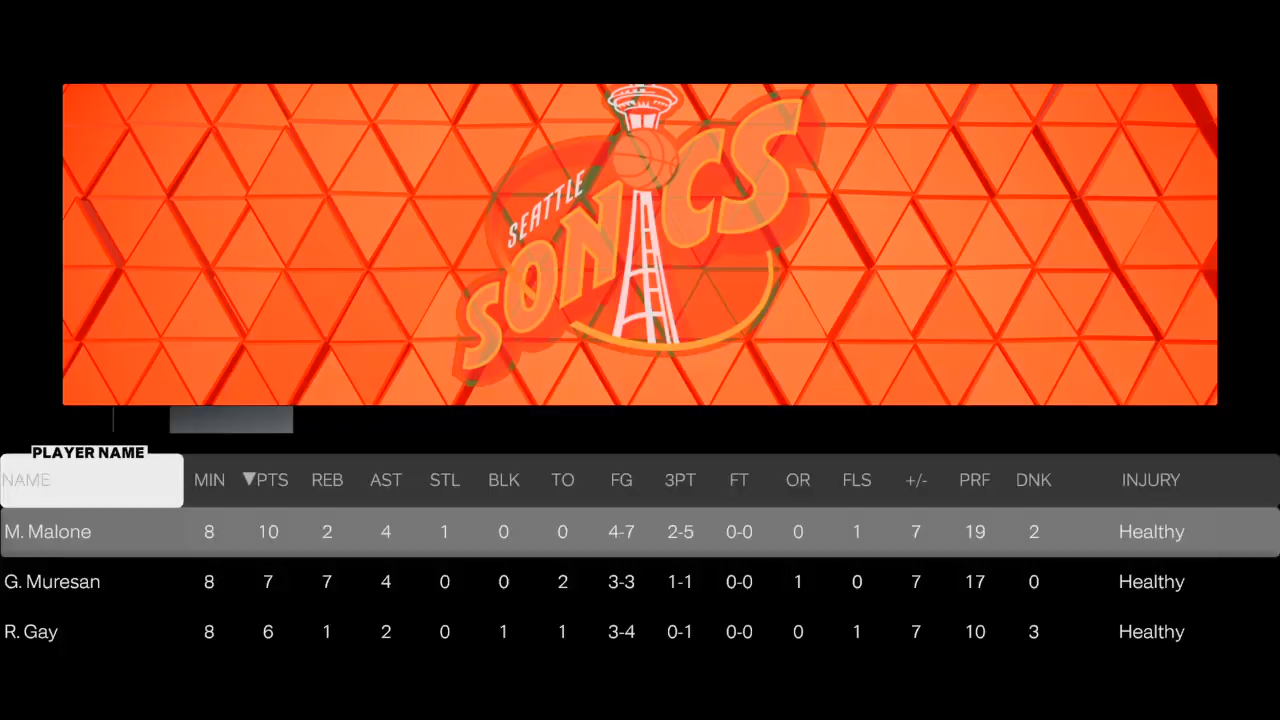 SEATTLE
SONICS
PLAYER NAME
NAME MIN ▼PTS REB AST STL BLK TO FG 3PT FT OR FLS +/- PRF DNK INJURY
M. Malone 8 10 2 4 1 0 0 4-7 2-5 0-0 0 1 7 19 2 Healthy
G. Muresan 8 7 7 4 0 0 2 3-3 1-1 0-0 1 0 7 17 0 Healthy
R. Gay 8 6 1 2 0 1 1 3-4 0-1 0-0 0 1 7 10 3 Healthy